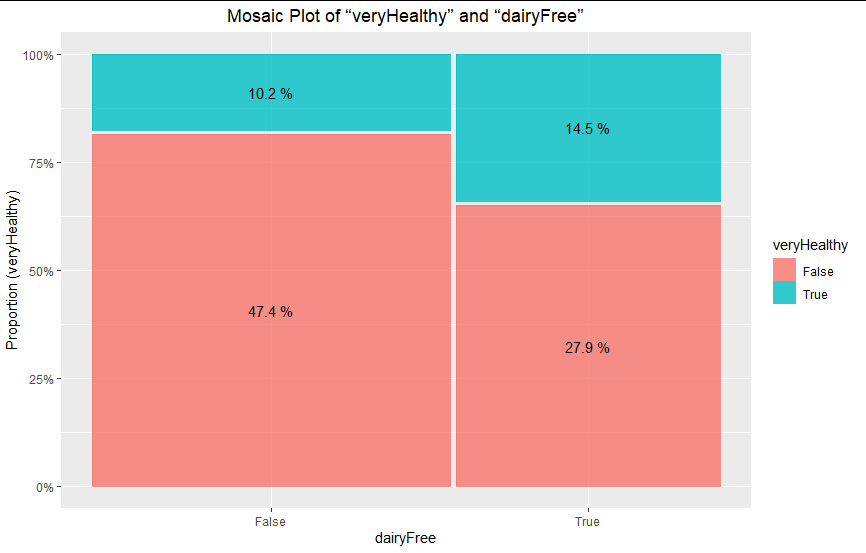 Mosaic Plot of “veryHealthy” and “dairyFree”
100%
75%
50%
25%
0%
Proportion (veryHealthy)
10.2 %
14.5 %
47.4 %
27.9 %
False
True
dairyFree
veryHealthy
False
True